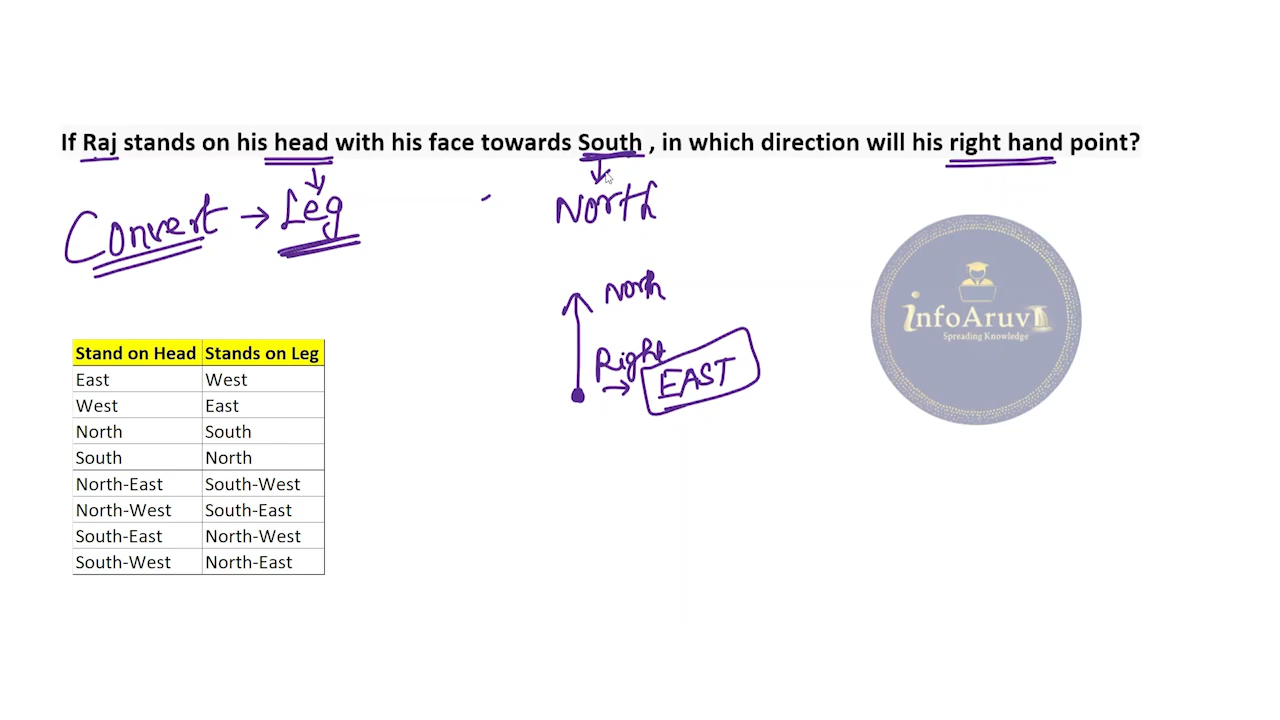 If Raj stands on his head with his face towards South , in which direction will his right hand point?
Convert → Leg
North
North
Right
→ EAST
infoAruvI
Spreading Knowledge
Stand on Head Stands on Leg
East West
West East
North South
South North
North-East South-West
North-West South-East
South-East North-West
South-West North-East